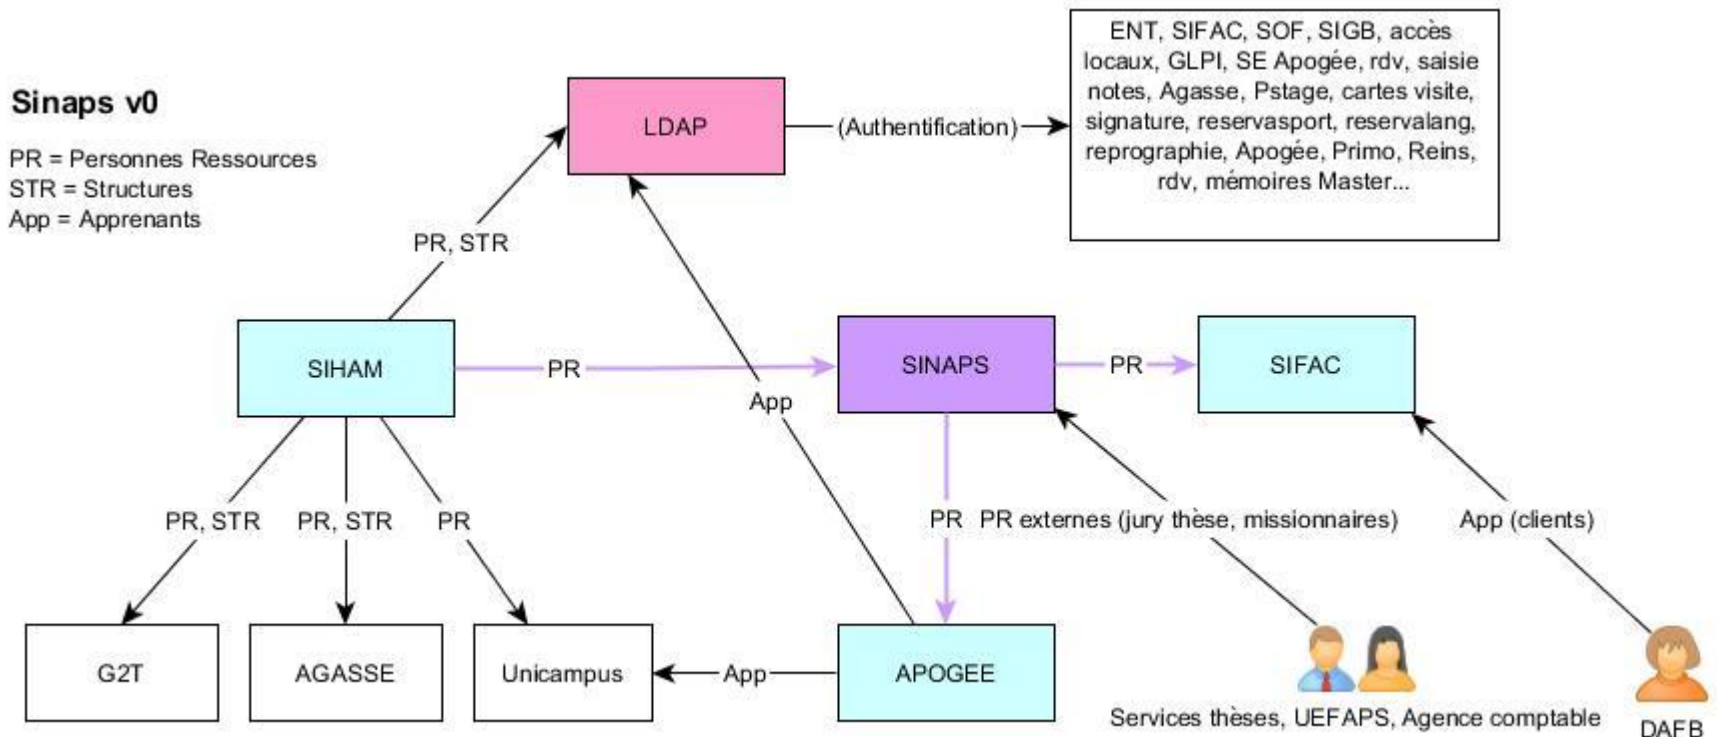 ENT, SIFAC, SOF, SIGB, accès
locaux, GLPI, SE Apogée, rdv, saisie
notes, Agasse, Pstage, cartes visite,
signature, reservasport, reservalang,
reprographie, Apogée, Primo, Reins,
rdv, mémoires Master...
Sinaps v0
PR = Personnes Ressources
STR = Structures
App = Apprenants
LDAP
(Authentification)
PR, STR
SIHAM
PR
SINAPS
PR
SIFAC
App
PR, STR
PR, STR
PR
PR
PR externes (jury thèse, missionnaires)
App (clients)
G2T
AGASSE
Unicampus
App
APOGEE
Services thèses, UEFAPS, Agence comptable
DAFB